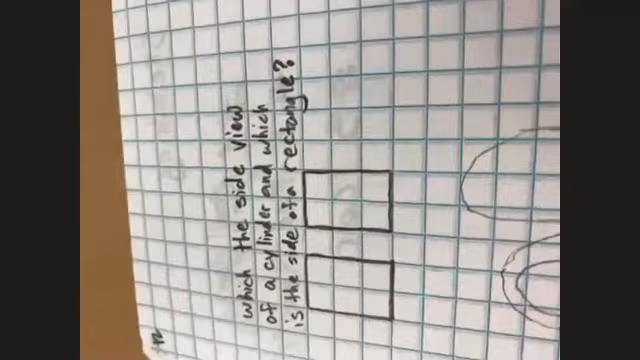 which the side view
of a cylinder and which
is the side of a rectangle?